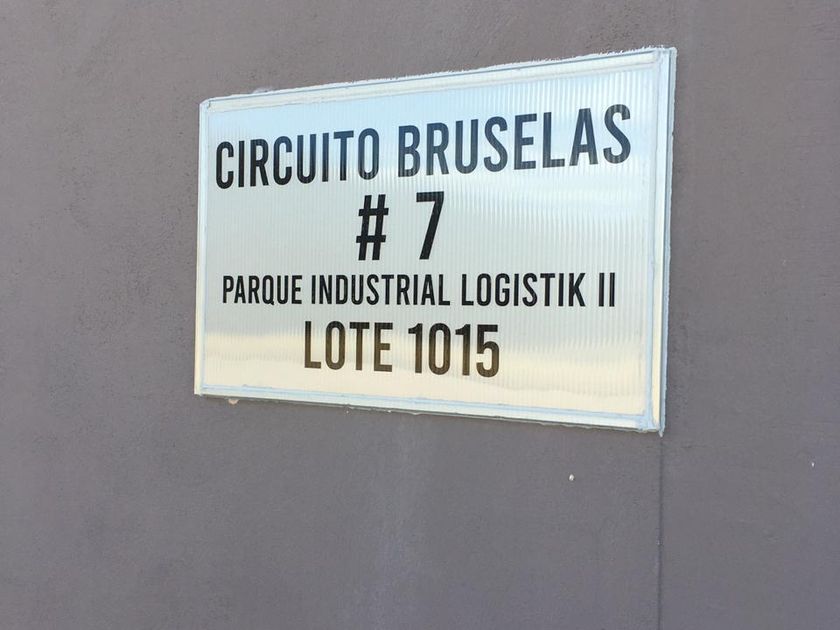 CIRCUITO BRUSELAS
# 7
PARQUE INDUSTRIAL LOGISTIK II
LOTE 1015